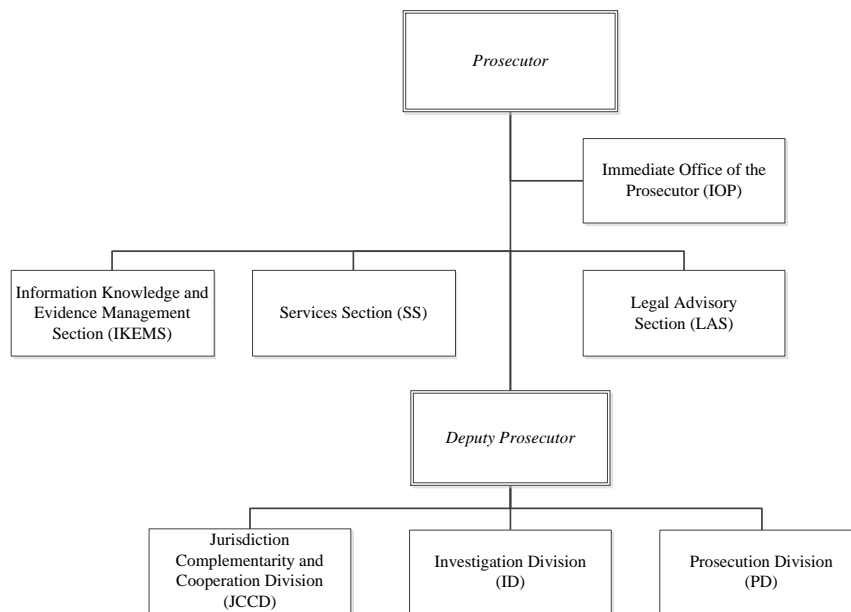 Prosecutor
Immediate Office of the
Prosecutor (IOP)
Information Knowledge and
Evidence Management
Section (IKEMS)
Services Section (SS)
Legal Advisory
Section (LAS)
Deputy Prosecutor
Jurisdiction
Complementarity and
Cooperation Division
(JCCD)
Investigation Division
(ID)
Prosecution Division
(PD)